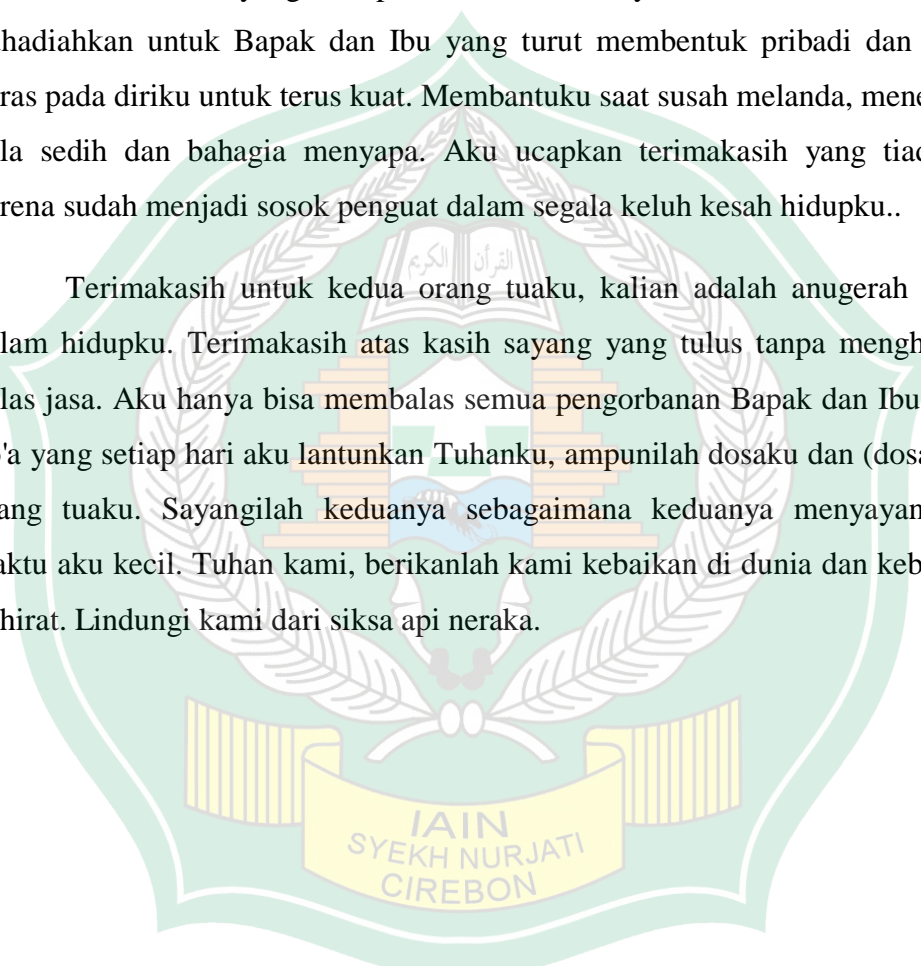 hadiahkan untuk Bapak dan Ibu yang turut membentuk pribadi dan
ras pada diriku untuk terus kuat. Membantuku saat susah melanda, mene
la sedih dan bahagia menyapa. Aku ucapkan terimakasih yang tiad
rena sudah menjadi sosok penguat dalam segala keluh kesah hidupku..
القرآن الكريم
Terimakasih untuk kedua orang tuaku, kalian adalah anugerah
lam hidupku. Terimakasih atas kasih sayang yang tulus tanpa mengh
las jasa. Aku hanya bisa membalas semua pengorbanan Bapak dan Ibu
'a yang setiap hari aku lantunkan Tuhanku, ampunilah dosaku dan (dosa
ang tuaku. Sayangilah keduanya sebagaimana keduanya menyayan
aktu aku kecil. Tuhan kami, berikanlah kami kebaikan di dunia dan keb
hirat. Lindungi kami dari siksa api neraka.
IAIN
SYEKH NURJATI
CIREBON